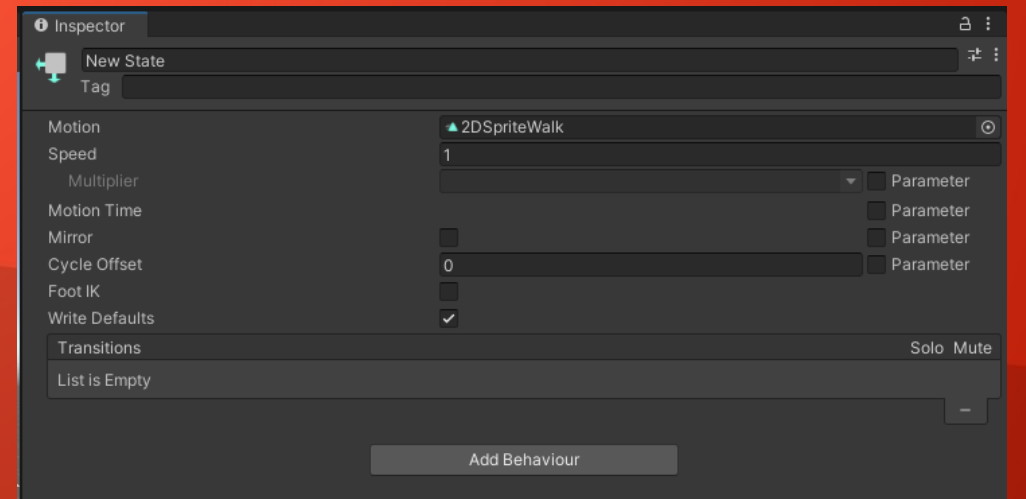 Inspector
New State
Tag
Motion 2DSpriteWalk
Speed 1
Multiplier Parameter
Motion Time Parameter
Mirror Parameter
Cycle Offset 0 Parameter
Foot IK
Write Defaults
Transitions Solo Mute
List is Empty
Add Behaviour